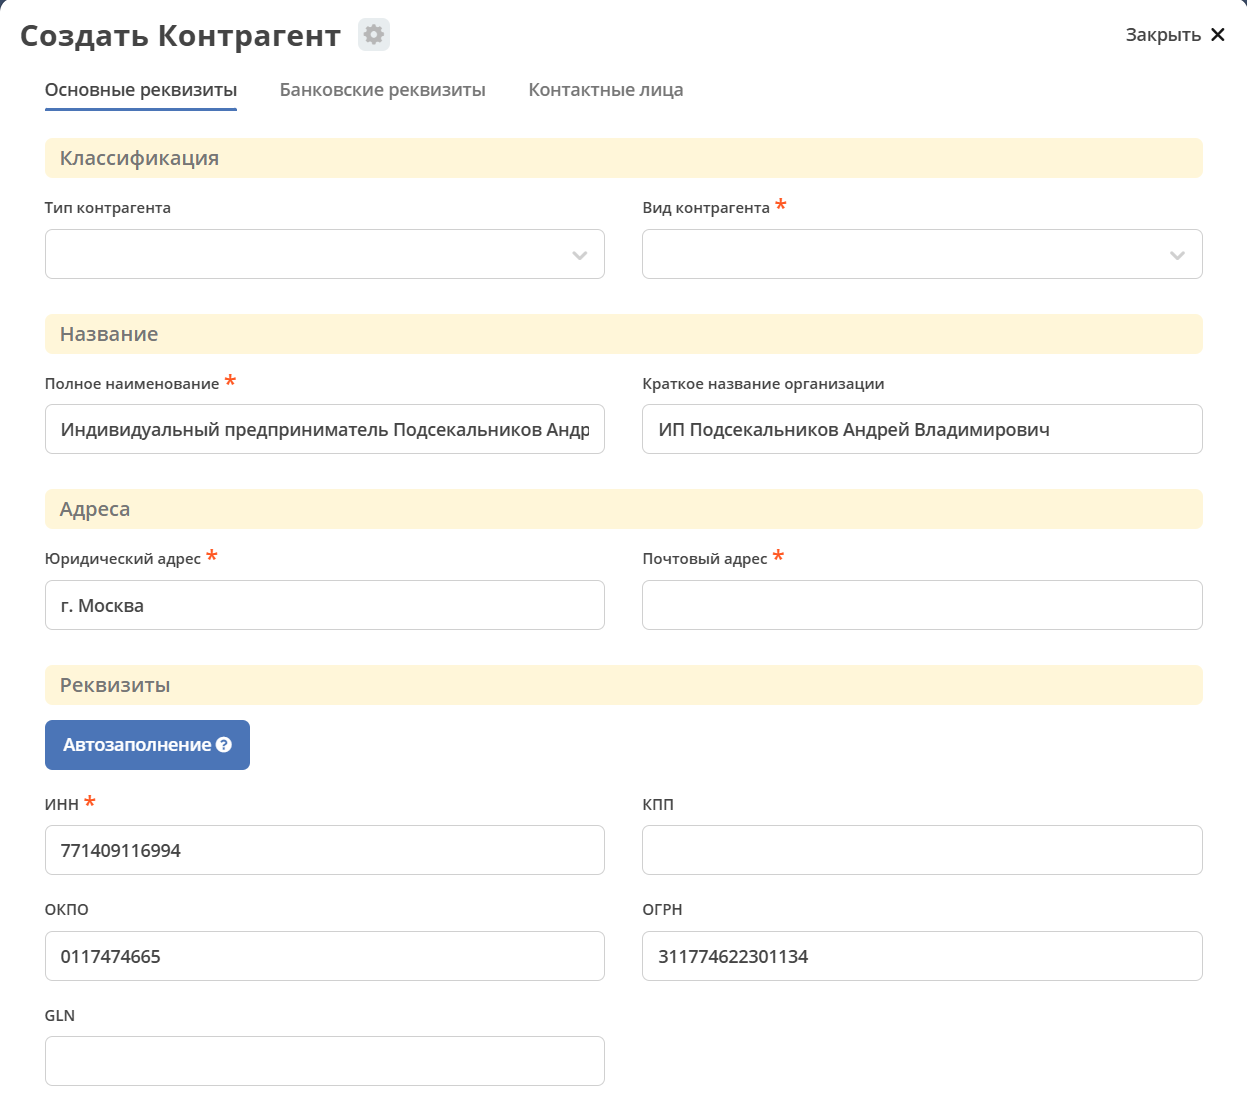 Создать Контрагент
Закрыть
Основные реквизиты Банковские реквизиты Контактные лица
Классификация
Тип контрагента Вид контрагента *
Название
Полное наименование * Краткое название организации
Индивидуальный предприниматель Подсекальников Андр ИП Подсекальников Андрей Владимирович
Адреса
Юридический адрес * Почтовый адрес *
г. Москва
Реквизиты
Автозаполнение ?
ИНН * КПП
771409116994
ОКПО ОГРН
0117474665 311774622301134
GLN